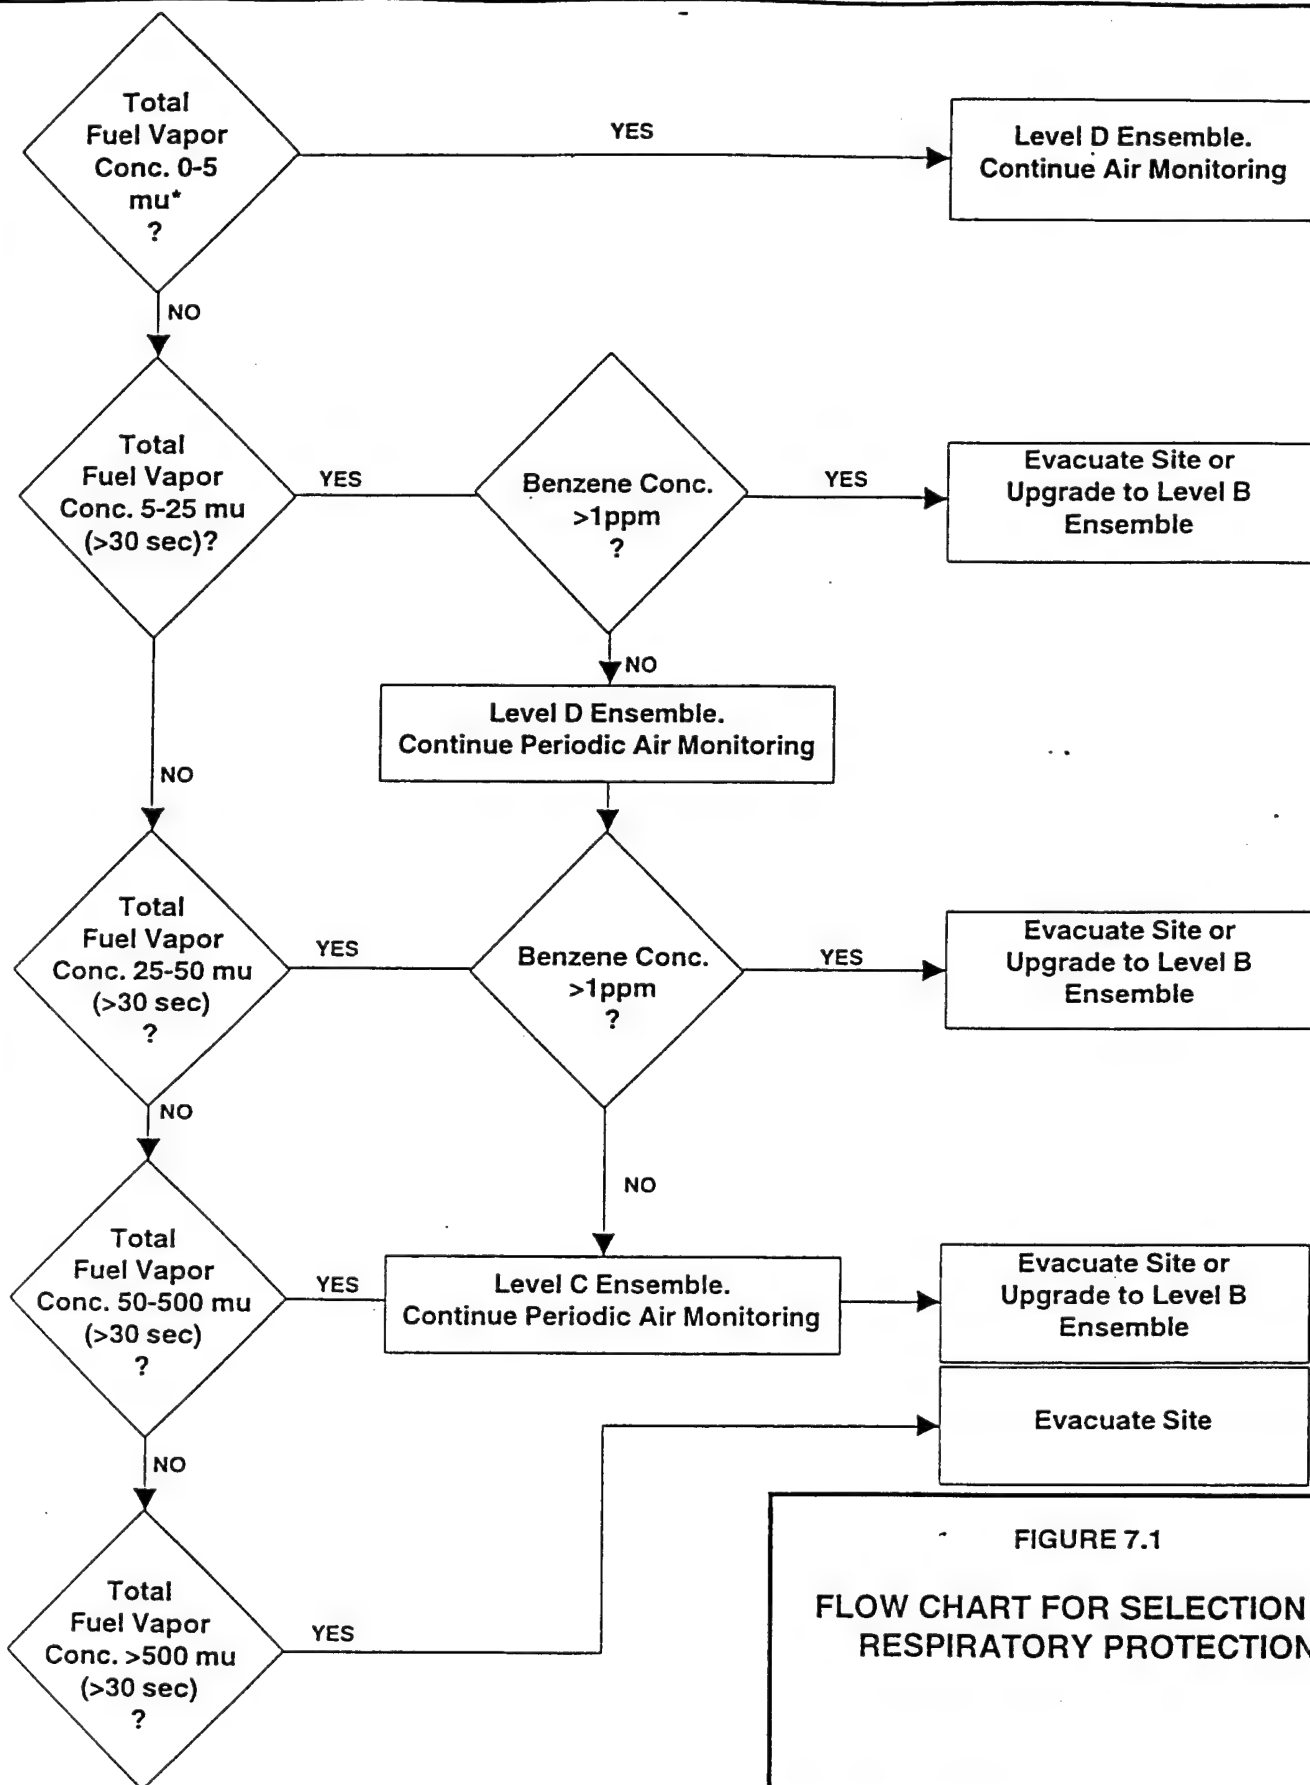 Total
Fuel Vapor
Conc. 0-5
mu*
?
YES
Level D Ensemble.
Continue Air Monitoring
NO
Total
Fuel Vapor
Conc. 5-25 mu
(>30 sec)?
YES
Benzene Conc.
>1ppm
?
YES
Evacuate Site or
Upgrade to Level B
Ensemble
NO
Level D Ensemble.
Continue Periodic Air Monitoring
NO
Total
Fuel Vapor
Conc. 25-50 mu
(>30 sec)
?
YES
Benzene Conc.
>1ppm
?
YES
Evacuate Site or
Upgrade to Level B
Ensemble
NO
NO
Total
Fuel Vapor
Conc. 50-500 mu
(>30 sec)
?
YES
Level C Ensemble.
Continue Periodic Air Monitoring
Evacuate Site or
Upgrade to Level B
Ensemble
Evacuate Site
NO
Total
Fuel Vapor
Conc. >500 mu
(>30 sec)
?
YES
FIGURE 7.1
FLOW CHART FOR SELECTION
RESPIRATORY PROTECTION